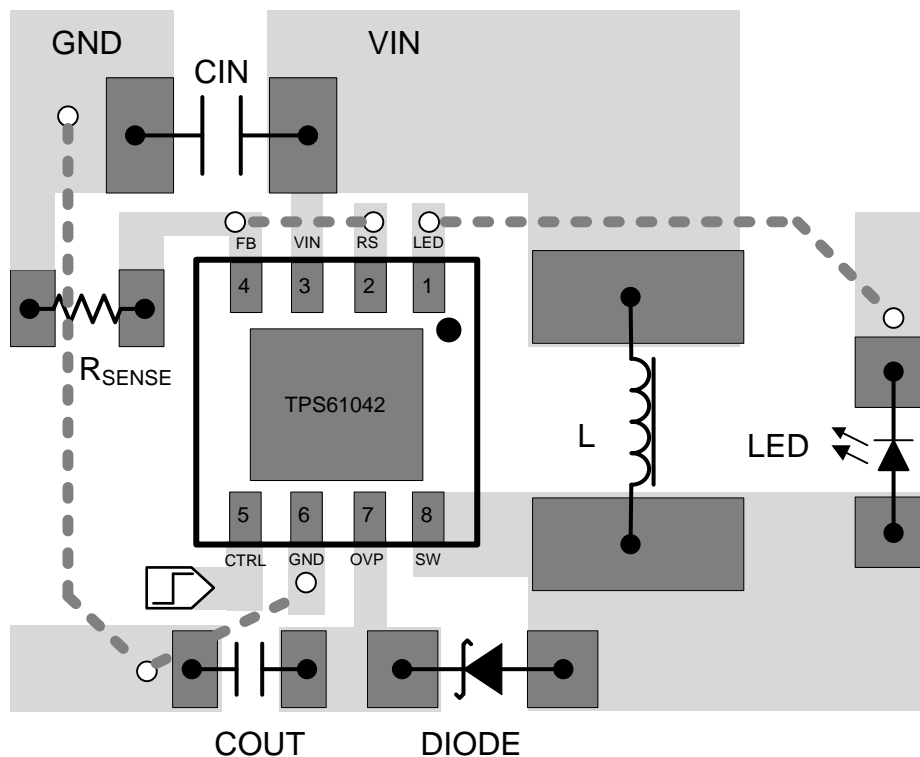 GND
VIN
CIN
FB VIN RS LED
4 3 2 1
RSENSE
TPS61042
L
LED
5 6 7 8
CTRL GND OVP SW
COUT
DIODE